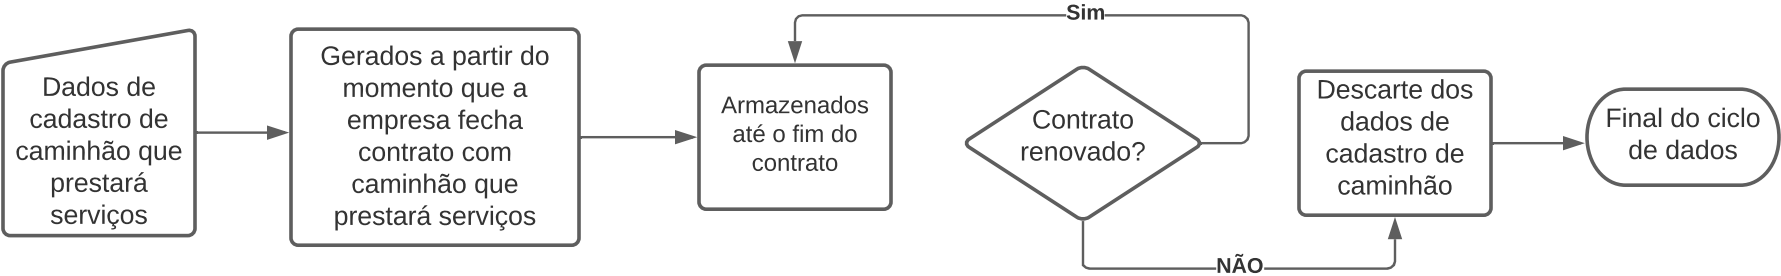 Dados de
cadastro de
caminhão que
prestará
serviços
Gerados a partir do
momento que a
empresa fecha
contrato com
caminhão que
prestará serviços
Armazenados
até o fim do
contrato
Sim
Contrato
renovado?
NÃO
Descarte dos
dados de
cadastro de
caminhão
Final do ciclo
de dados